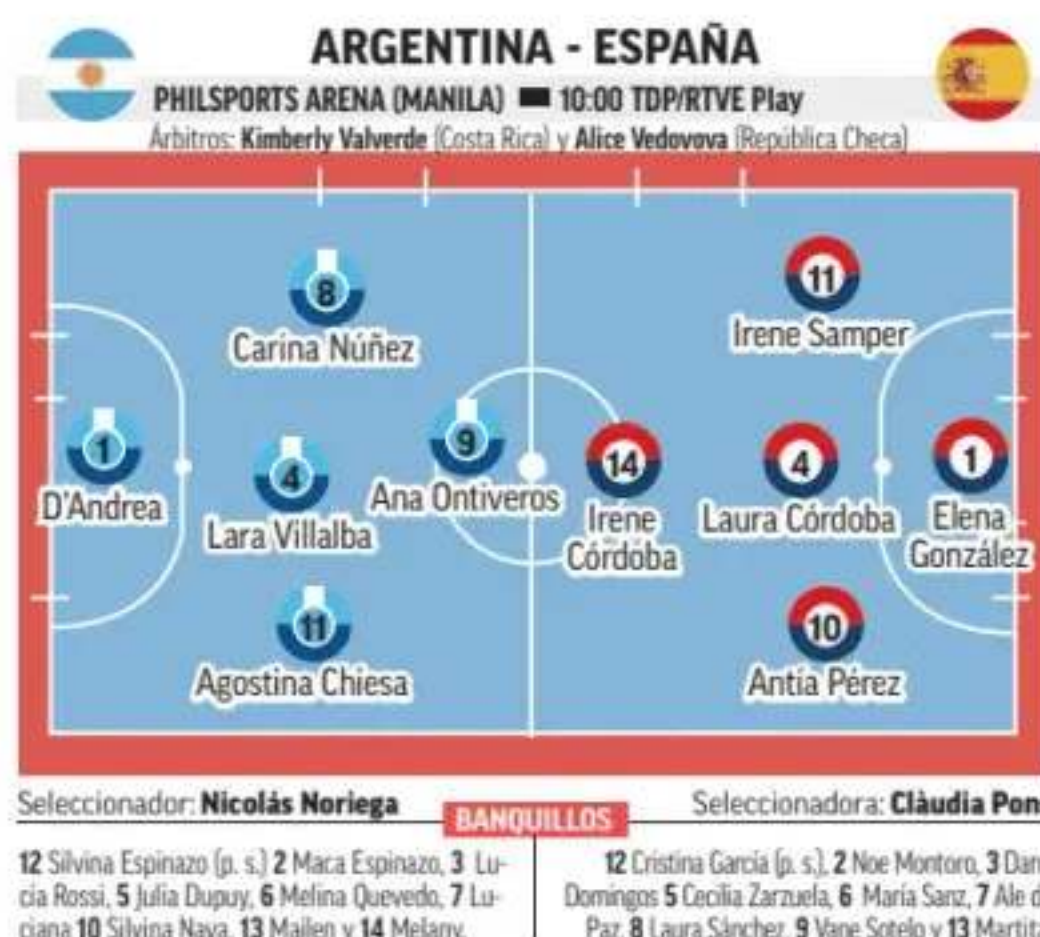 ARGENTINA - ESPAÑA
PHILSPORTS ARENA (MANILA) 10:00 TDP/RTVE Play
Árbitros: Kimberly Valverde (Costa Rica) y Alice Vedovova (República Checa)
8
Carina Núñez
1
D'Andrea
4
Lara Villalba
9
Ana Ontiveros
11
Agostina Chiesa
11
Irene Samper
14
Irene
Córdoba
4
Laura Córdoba
1
Elena
González
10
Antía Pérez
Seleccionador: Nicolás Noriega
BANQUILLOS
Seleccionadora: Clàudia Pon
12 Silvina Espinazo (p. s.) 2 Maca Espinazo, 3 Lu-
cía Rossi, 5 Julia Dupuy, 6 Melina Quevedo, 7 Lu-
ciana 10 Silvina Nava, 13 Mailen y 14 Melany.
12 Cristina García (p. s.), 2 Noe Montoro, 3 Dan
Domingos 5 Cecilia Zarzuela, 6 María Sanz, 7 Ale d
Paz, 8 Laura Sánchez, 9 Vane Sotelo y 13 Martita